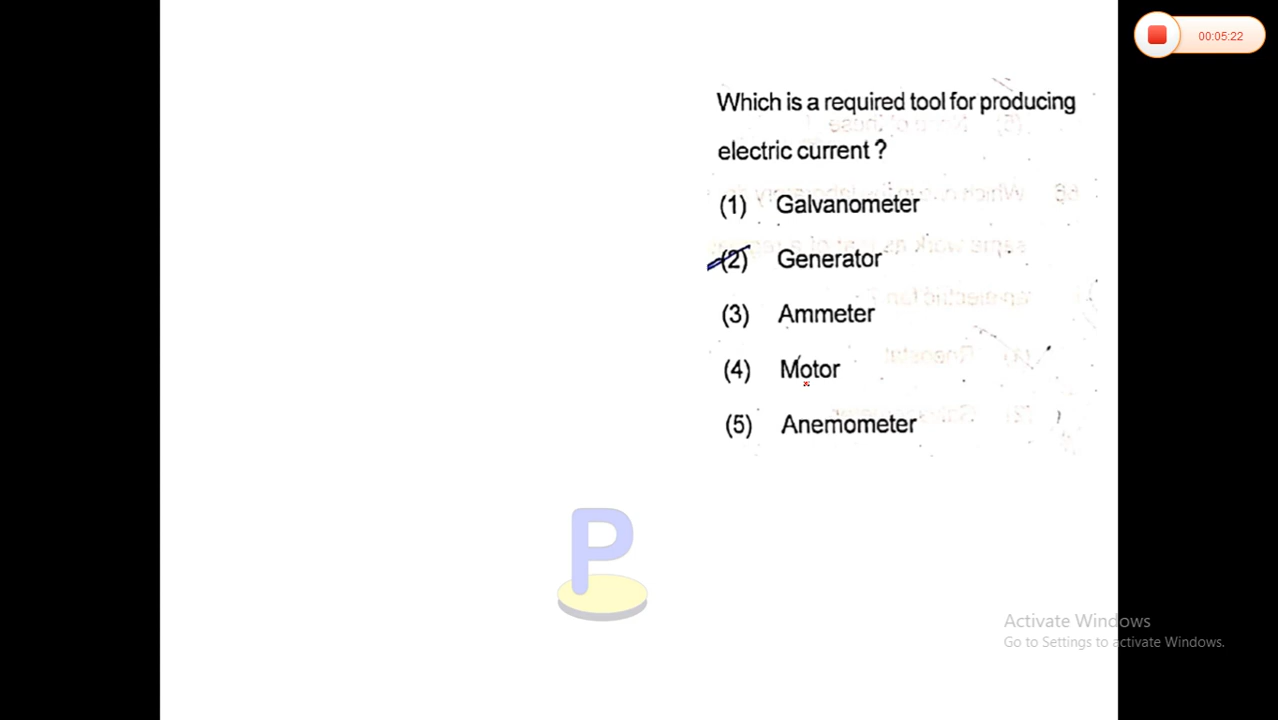 00:05:22
Which is a required tool for producing
electric current ?
(1) Galvanometer
(2) Generator
(3) Ammeter
(4) Motor
(5) Anemometer
P
Activate Windows
Go to Settings to activate Windows.